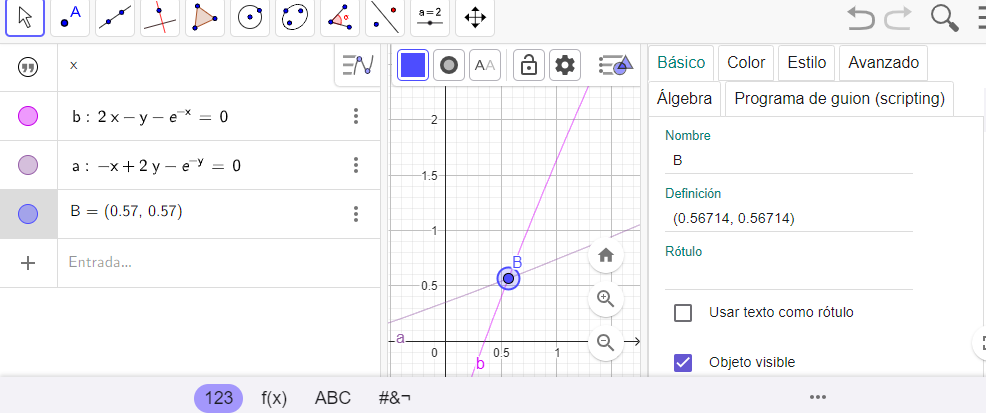 A
a=2
x
b : 2 x − y − e^−x = 0
a : −x + 2 y − e^−y = 0
B = (0.57, 0.57)
Entrada...
AA
2
1.5
1
0.5
0
0.5
1
B
a
b
Básico
Color
Estilo
Avanzado
Álgebra
Programa de guion (scripting)
Nombre
B
Definición
(0.56714, 0.56714)
Rótulo
Usar texto como rótulo
Objeto visible
123
f(x)
ABC
#&¬